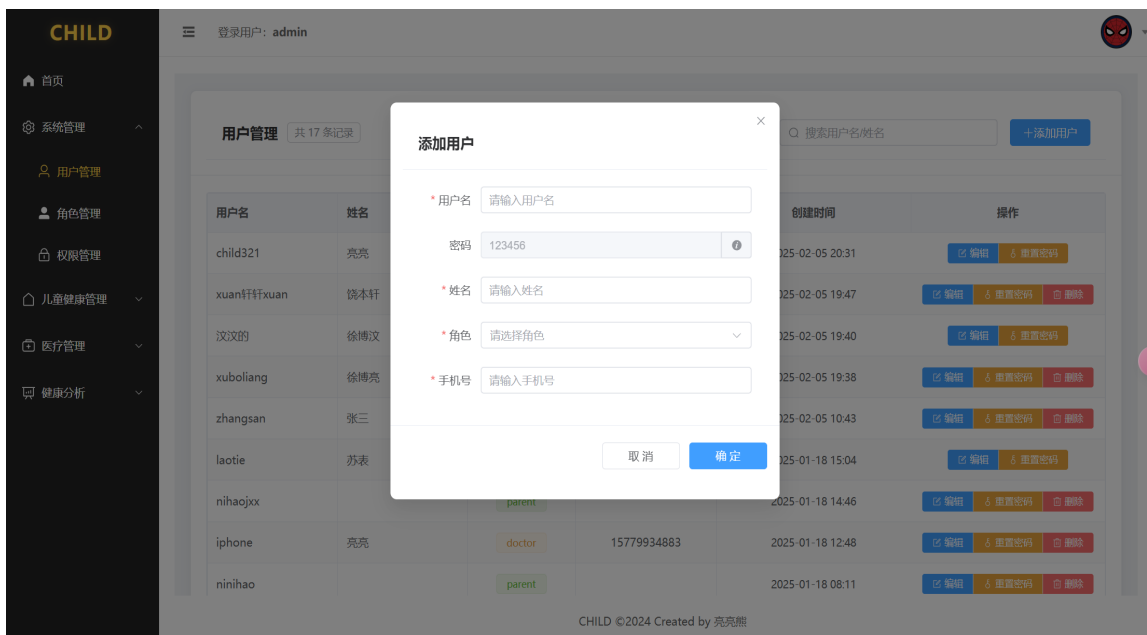 CHILD
登录用户：admin
首页
系统管理
用户管理
角色管理
权限管理
儿童健康管理
医疗管理
健康分析
用户管理 共 17 条记录 搜索用户名/姓名 +添加用户
添加用户
* 用户名 请输入用户名
密码 123456
* 姓名 请输入姓名
* 角色 请选择角色
* 手机号 请输入手机号
取消 确定
用户名 姓名 创建时间 操作
child321 亮亮 025-02-05 20:31 编辑 重置密码
xuan轩轩xuan 饶本轩 025-02-05 19:47 编辑 重置密码 删除
汶汶的 徐博汶 025-02-05 19:40 编辑 重置密码
xuboliang 徐博亮 025-02-05 19:38 编辑 重置密码 删除
zhangsan 张三 025-02-05 10:43 编辑 重置密码 删除
laotie 苏表 025-01-18 15:04 编辑 重置密码
nihaojxx parent 2025-01-18 14:46 编辑 重置密码 删除
iphone 亮亮 doctor 15779934883 2025-01-18 12:48 编辑 重置密码 删除
ninihao parent 2025-01-18 08:11 编辑 重置密码 删除
CHILD ©2024 Created by 亮亮熊